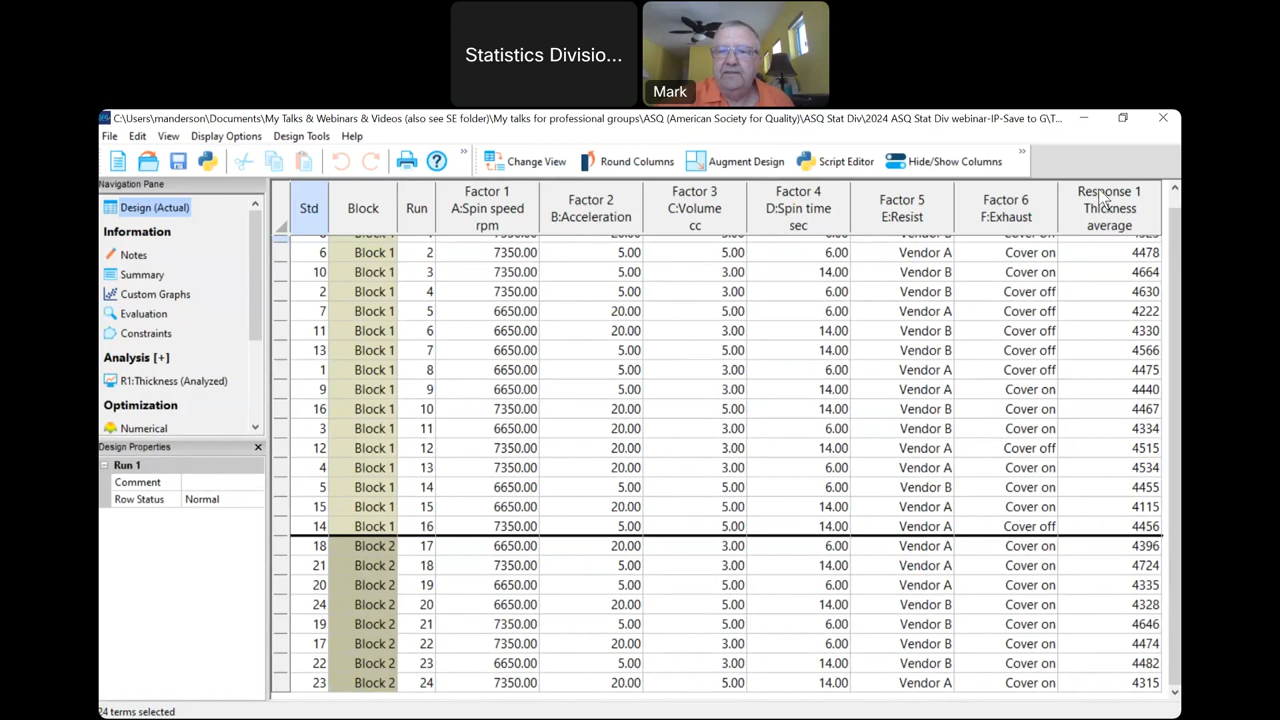 Statistics Divisio...
Mark
C:\Users\manderson\Documents\My Talks & Webinars & Videos (also see SE folder)\My talks for professional groups\ASQ (American Society for Quality)\ASQ Stat Div\2024 ASQ Stat Div webinar-IP-Save to G\T...
File Edit View Display Options Design Tools Help
Change View Round Columns Augment Design Script Editor Hide/Show Columns
Navigation Pane
Design (Actual)
Information
Notes
Summary
Custom Graphs
Evaluation
Constraints
Analysis [+]
R1:Thickness (Analyzed)
Optimization
Numerical
Design Properties
Run 1
Comment
Row Status Normal
Std Block Run Factor 1 A:Spin speed rpm Factor 2 B:Acceleration Factor 3 C:Volume cc Factor 4 D:Spin time sec Factor 5 E:Resist Factor 6 F:Exhaust Response 1 Thickness average
6 Block 1 2 7350.00 5.00 5.00 6.00 Vendor A Cover on 4478
10 Block 1 3 7350.00 5.00 3.00 14.00 Vendor B Cover on 4664
2 Block 1 4 7350.00 5.00 3.00 6.00 Vendor B Cover off 4630
7 Block 1 5 6650.00 20.00 5.00 6.00 Vendor A Cover off 4222
11 Block 1 6 6650.00 20.00 3.00 14.00 Vendor B Cover off 4330
13 Block 1 7 6650.00 5.00 5.00 14.00 Vendor B Cover off 4566
1 Block 1 8 6650.00 5.00 3.00 6.00 Vendor A Cover off 4475
9 Block 1 9 6650.00 5.00 3.00 14.00 Vendor A Cover on 4440
16 Block 1 10 7350.00 20.00 5.00 14.00 Vendor B Cover on 4467
3 Block 1 11 6650.00 20.00 3.00 6.00 Vendor B Cover on 4334
12 Block 1 12 7350.00 20.00 3.00 14.00 Vendor A Cover off 4515
4 Block 1 13 7350.00 20.00 3.00 6.00 Vendor A Cover on 4534
5 Block 1 14 6650.00 5.00 5.00 6.00 Vendor B Cover on 4455
15 Block 1 15 6650.00 20.00 5.00 14.00 Vendor A Cover on 4115
14 Block 1 16 7350.00 5.00 5.00 14.00 Vendor A Cover off 4456
18 Block 2 17 6650.00 20.00 3.00 6.00 Vendor A Cover on 4396
21 Block 2 18 7350.00 5.00 3.00 14.00 Vendor A Cover on 4724
20 Block 2 19 6650.00 5.00 5.00 6.00 Vendor A Cover on 4335
24 Block 2 20 6650.00 20.00 5.00 14.00 Vendor B Cover on 4328
19 Block 2 21 7350.00 5.00 5.00 6.00 Vendor B Cover on 4646
17 Block 2 22 7350.00 20.00 3.00 6.00 Vendor B Cover on 4474
22 Block 2 23 6650.00 5.00 3.00 14.00 Vendor B Cover on 4482
23 Block 2 24 7350.00 20.00 5.00 14.00 Vendor A Cover on 4315
24 terms selected